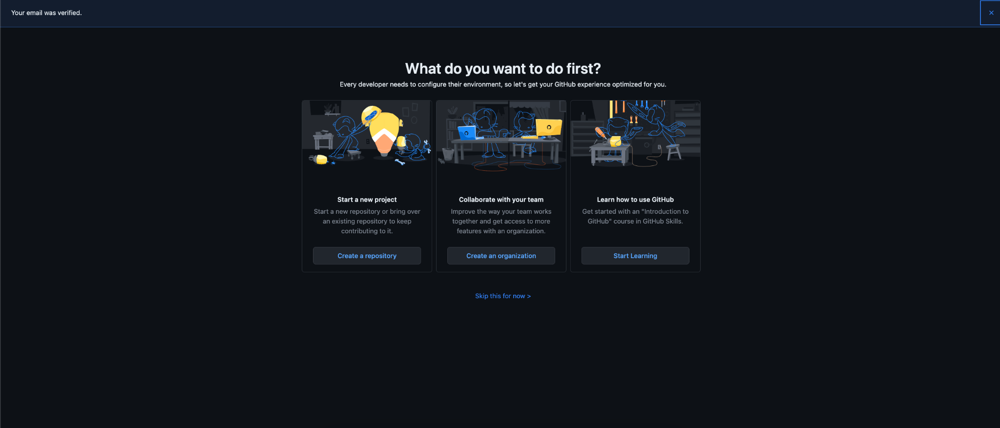 Your email was verified.
What do you want to do first?
Every developer needs to configure their environment, so let's get your GitHub experience optimized for you.
Start a new project
Start a new repository or bring over
an existing repository to keep
contributing to it.
Create a repository
Collaborate with your team
Improve the way your team works
together and get access to more
features with an organization.
Create an organization
Learn how to use GitHub
Get started with an "Introduction to
GitHub" course in GitHub Skills.
Start Learning
Skip this for now >